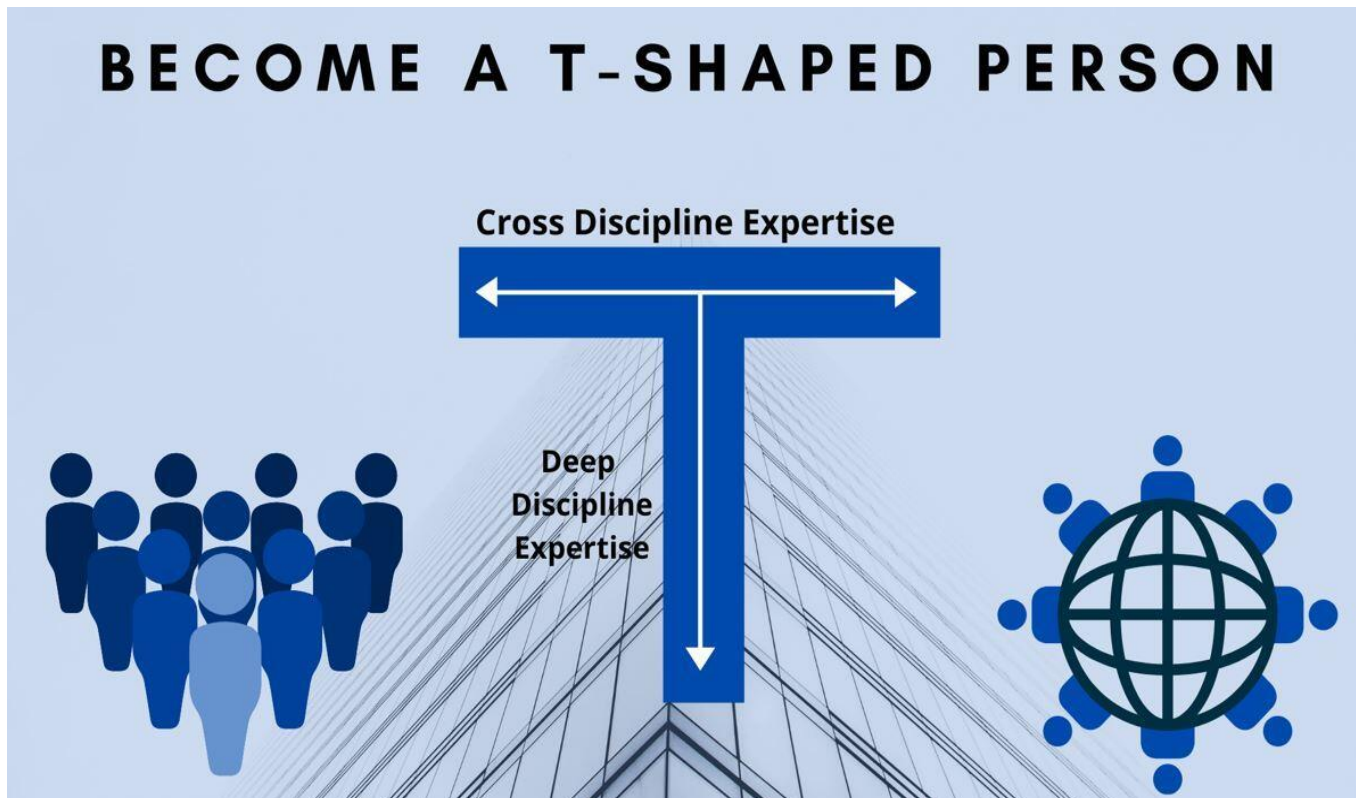 BECOME A T-SHAPED PERSON
Cross Discipline Expertise
Deep
Discipline
Expertise